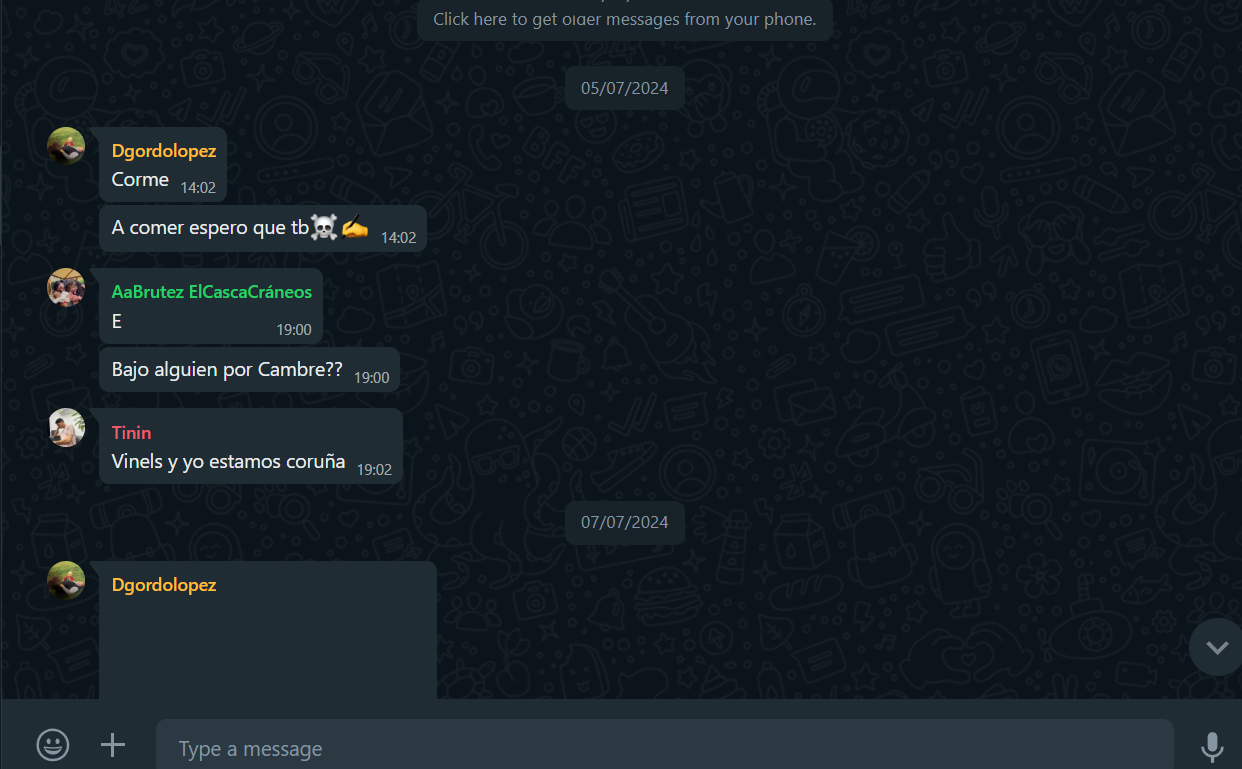 Click here to get older messages from your phone.
05/07/2024
Dgordolopez
Corme 14:02
A comer espero que tb☠️✍️ 14:02
AaBrutez ElCascaCráneos
E 19:00
Bajo alguien por Cambre?? 19:00
Tinin
Vinels y yo estamos coruña 19:02
07/07/2024
Dgordolopez
Type a message